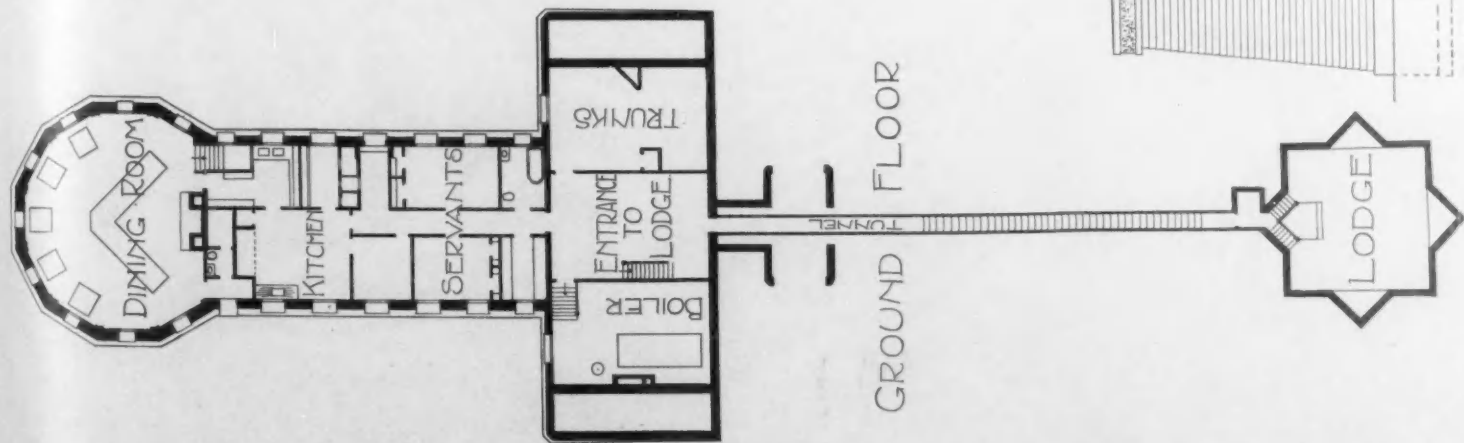 DINING ROOM
KITCHEN
SERVANTS
BOILER
ENTRANCE
TO
LODGE.
TRUNKS
TUNNEL
LODGE
GROUND FLOOR